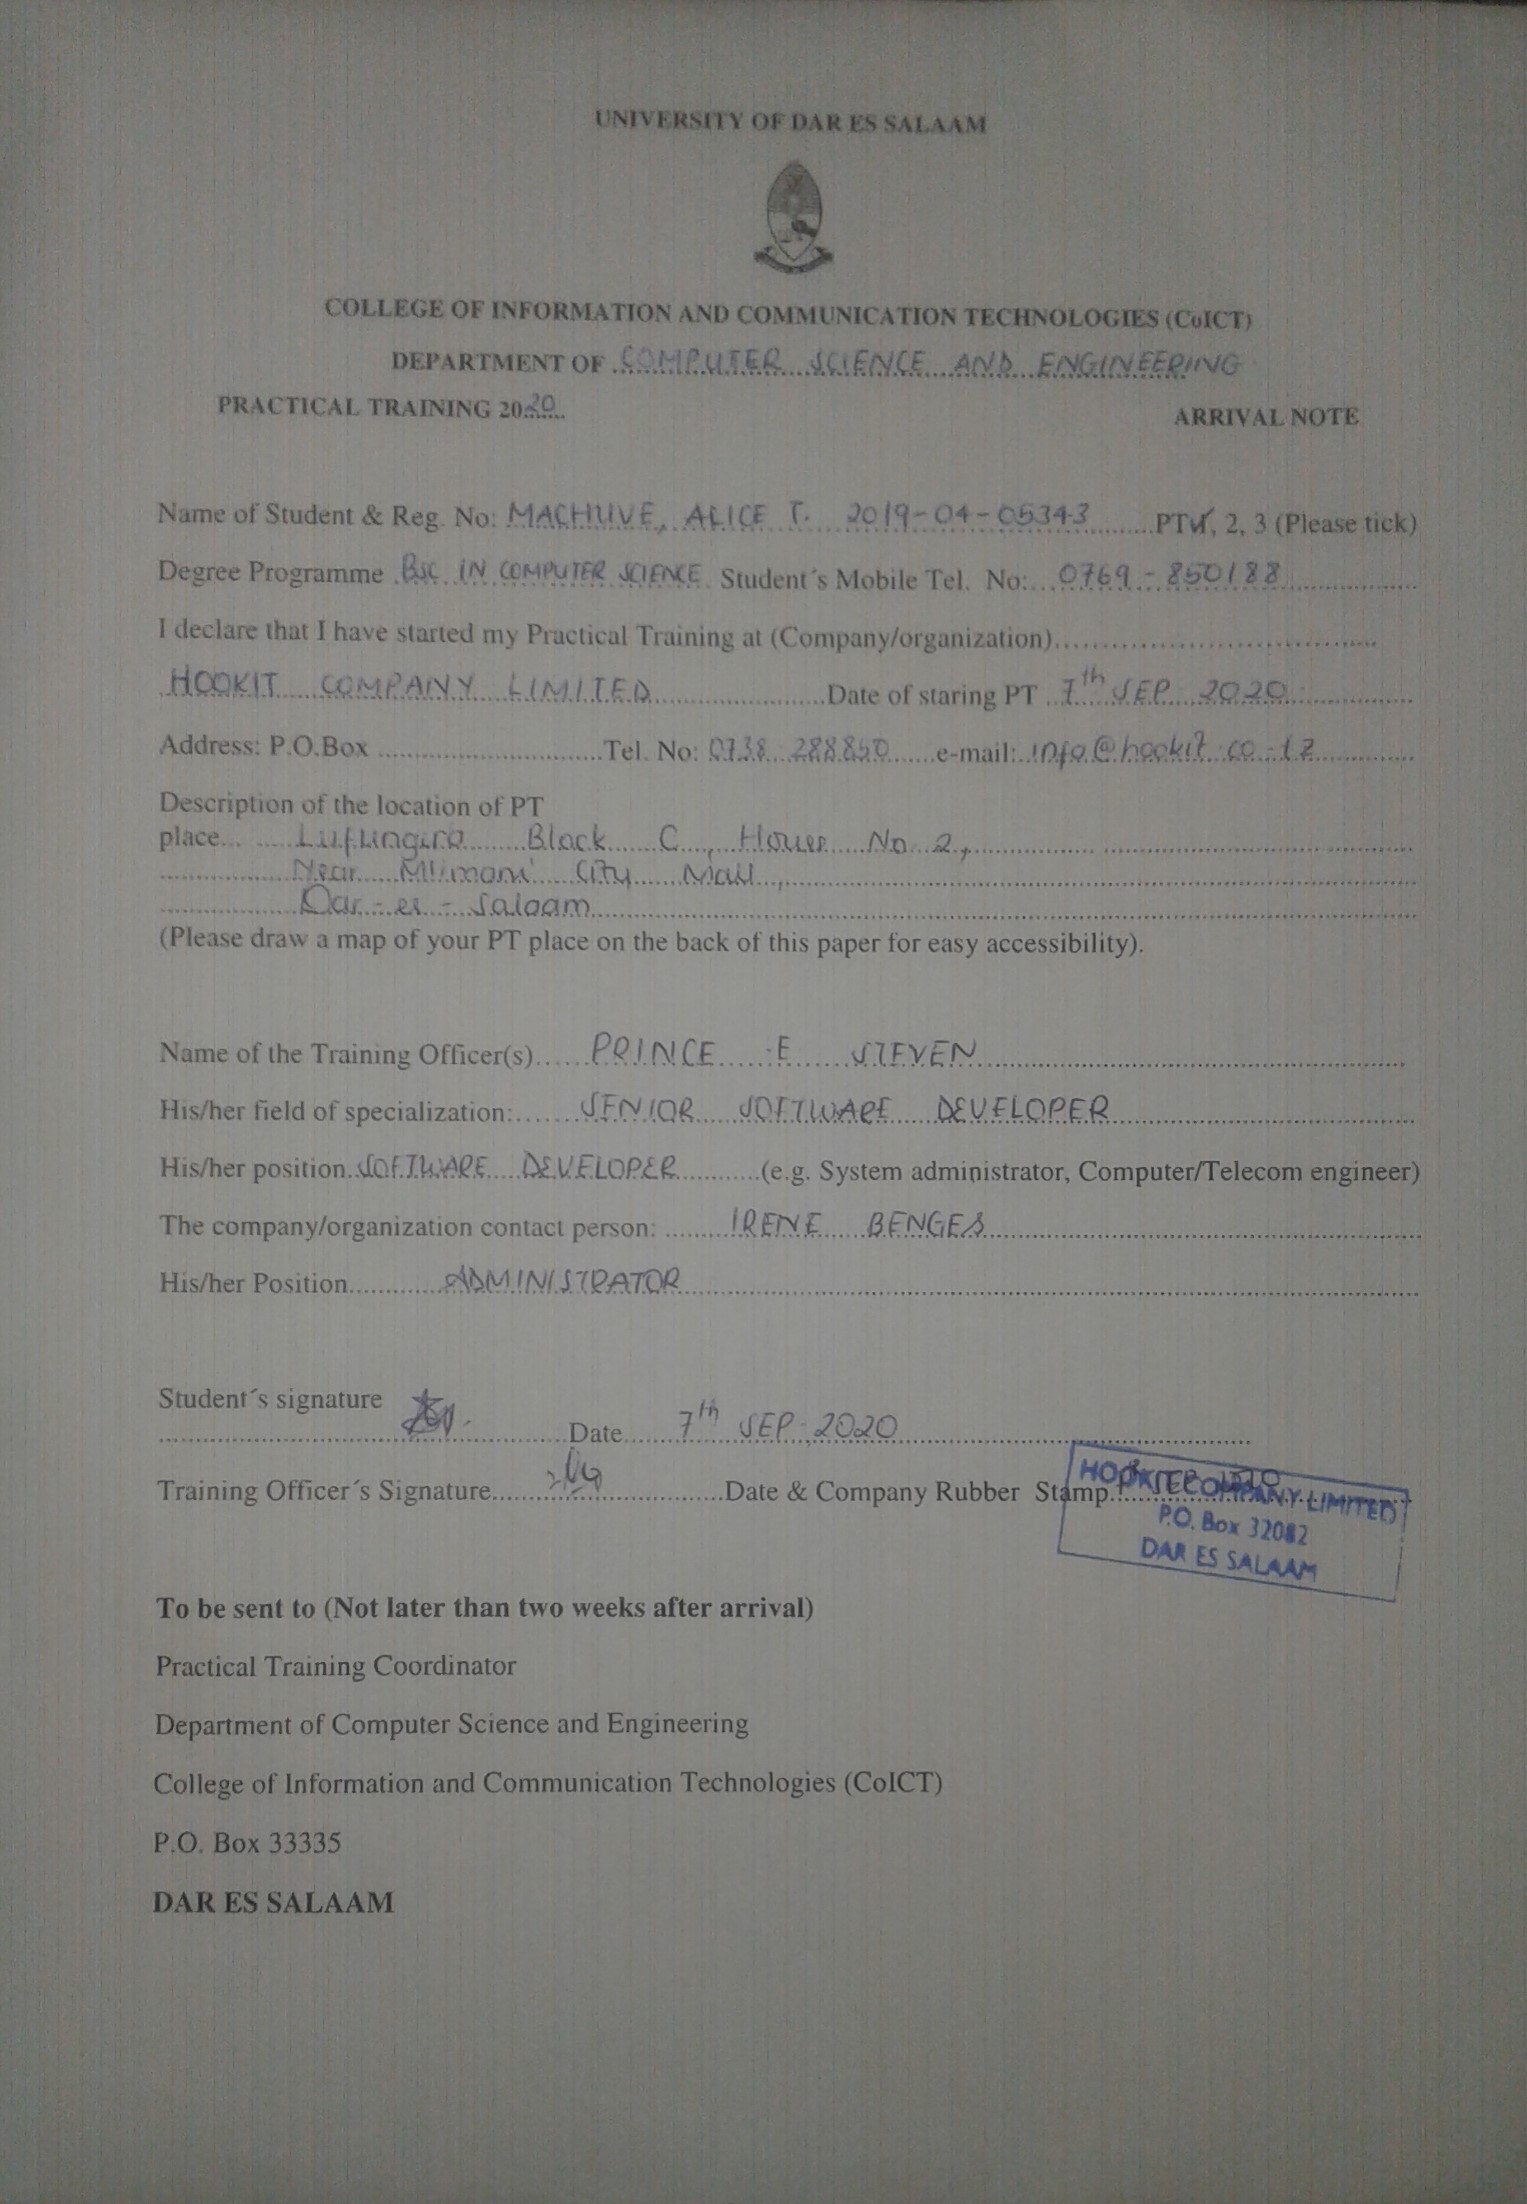 UNIVERSITY OF DAR ES SALAAM
COLLEGE OF INFORMATION AND COMMUNICATION TECHNOLOGIES (CoICT)
DEPARTMENT OF COMPUTER SCIENCE AND ENGINEERING
PRACTICAL TRAINING 2020 ARRIVAL NOTE
Name of Student & Reg. No: MACHUVE, ALICE T. 2019-04-05343 PT 1, 2, 3 (Please tick)
Degree Programme BSC IN COMPUTER SCIENCE Student´s Mobile Tel. No: 0769-850188
I declare that I have started my Practical Training at (Company/organization)
HOOKIT COMPANY LIMITED Date of staring PT 7th SEP 2020
Address: P.O.Box Tel. No: 0738 288850 e-mail: info@hookit.co.tz
Description of the location of PT
place Lufungira Block C, House No 2,
Near Mlimani City Mall,
Dar-es-Salaam
(Please draw a map of your PT place on the back of this paper for easy accessibility).
Name of the Training Officer(s) PRINCE E STEVEN
His/her field of specialization: SENIOR SOFTWARE DEVELOPER
His/her position SOFTWARE DEVELOPER (e.g. System administrator, Computer/Telecom engineer)
The company/organization contact person: IRENE BENGES
His/her Position ADMINISTRATOR
Student´s signature
Date 7th SEP 2020
Training Officer´s Signature Date & Company Rubber Stamp
HOOKIT COMPANY LIMITED
P.O. Box 32082
DAR ES SALAAM
To be sent to (Not later than two weeks after arrival)
Practical Training Coordinator
Department of Computer Science and Engineering
College of Information and Communication Technologies (CoICT)
P.O. Box 33335
DAR ES SALAAM